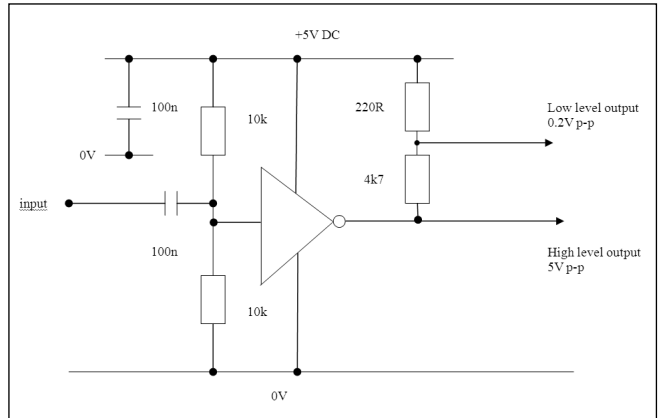 +5V DC
100n
10k
220R
Low level output
0.2V p-p
0V
4k7
input
100n
High level output
5V p-p
10k
0V